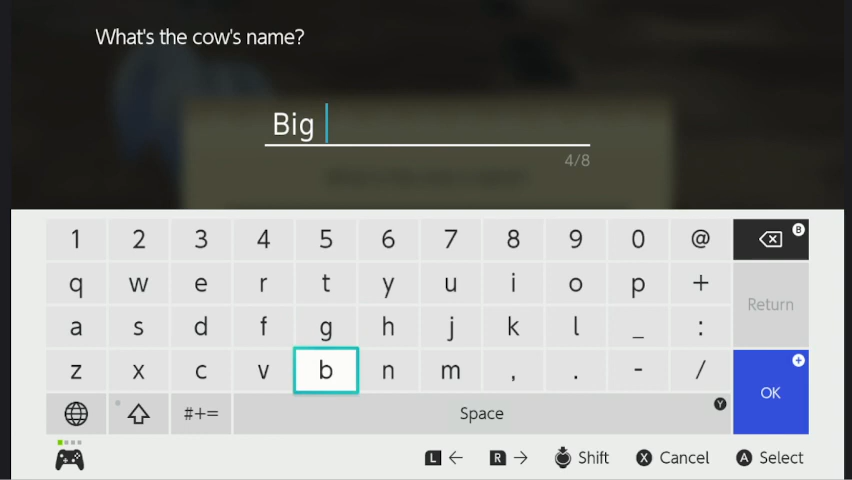 What's the cow's name?
Big
4/8
1 2 3 4 5 6 7 8 9 0 @ B
q w e r t y u i o p + Return
a s d f g h j k l _ :
z x c v b n m , . - / + OK
#+= Space Y
L ← R → Shift X Cancel A Select